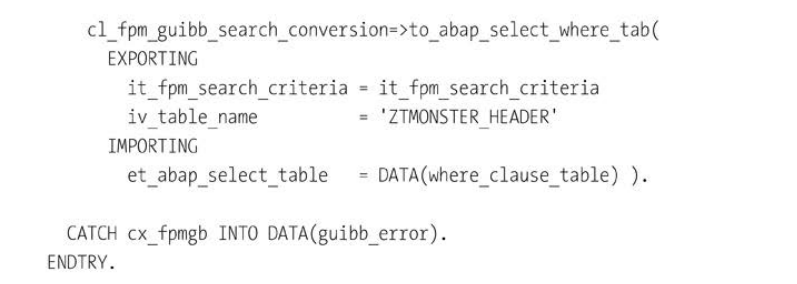 cl_fpm_guibb_search_conversion=>to_abap_select_where_tab(
EXPORTING
it_fpm_search_criteria = it_fpm_search_criteria
iv_table_name = 'ZTMONSTER_HEADER'
IMPORTING
et_abap_select_table = DATA(where_clause_table) ).
CATCH cx_fpmgb INTO DATA(guibb_error).
ENDTRY.